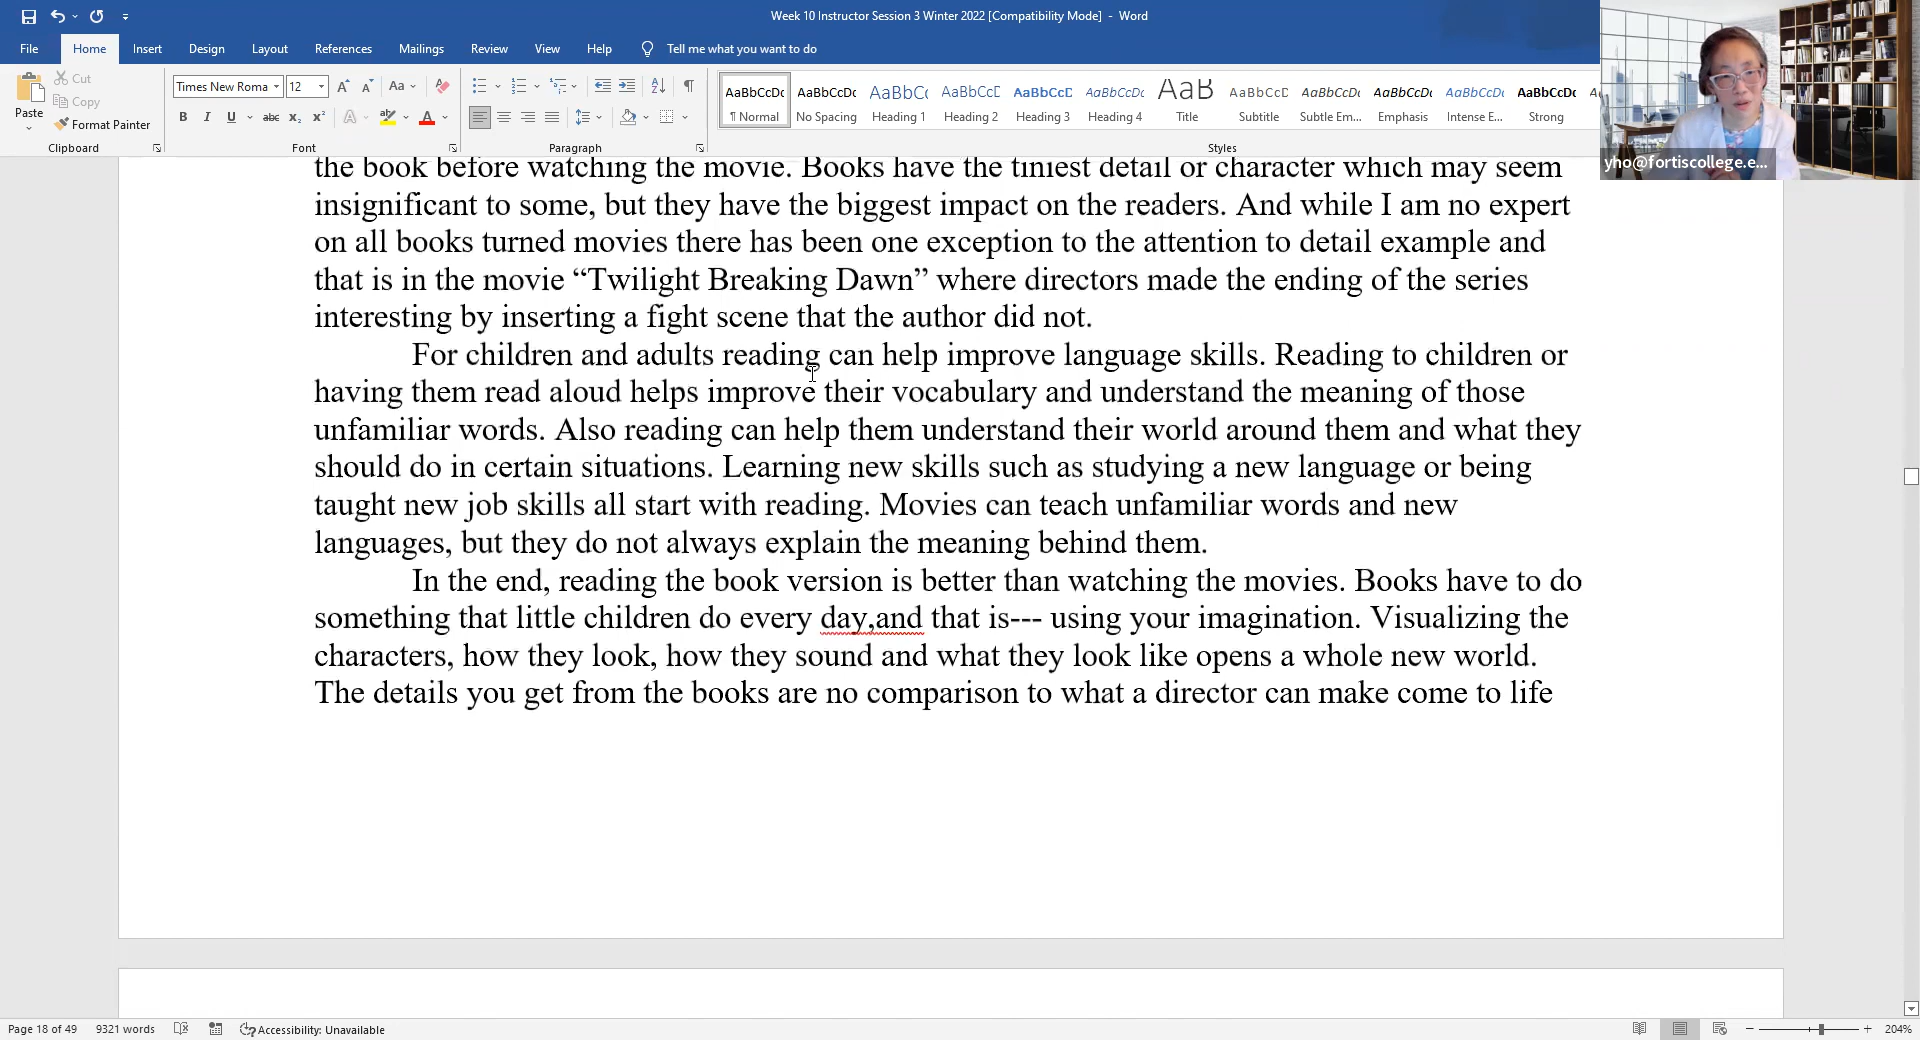 Week 10 Instructor Session 3 Winter 2022 [Compatibility Mode] - Word
File Home Insert Design Layout References Mailings Review View Help Tell me what you want to do
Paste
Cut
Copy
Format Painter
Clipboard
Times New Roma 12
Font
Paragraph
AaBbCcDc AaBbCcDc AaBbC( AaBbCcD AaBbCcD AaBbCcDc AaB AaBbCcD AaBbCcDc AaBbCcDc AaBbCcDc AaBbCcDc
¶ Normal No Spacing Heading 1 Heading 2 Heading 3 Heading 4 Title Subtitle Subtle Em... Emphasis Intense E... Strong
Styles
yho@fortiscollege.e...
the book before watching the movie. Books have the tiniest detail or character which may seem
insignificant to some, but they have the biggest impact on the readers. And while I am no expert
on all books turned movies there has been one exception to the attention to detail example and
that is in the movie “Twilight Breaking Dawn” where directors made the ending of the series
interesting by inserting a fight scene that the author did not.
For children and adults reading can help improve language skills. Reading to children or
having them read aloud helps improve their vocabulary and understand the meaning of those
unfamiliar words. Also reading can help them understand their world around them and what they
should do in certain situations. Learning new skills such as studying a new language or being
taught new job skills all start with reading. Movies can teach unfamiliar words and new
languages, but they do not always explain the meaning behind them.
In the end, reading the book version is better than watching the movies. Books have to do
something that little children do every day,and that is--- using your imagination. Visualizing the
characters, how they look, how they sound and what they look like opens a whole new world.
The details you get from the books are no comparison to what a director can make come to life
Page 18 of 49 9321 words Accessibility: Unavailable 204%